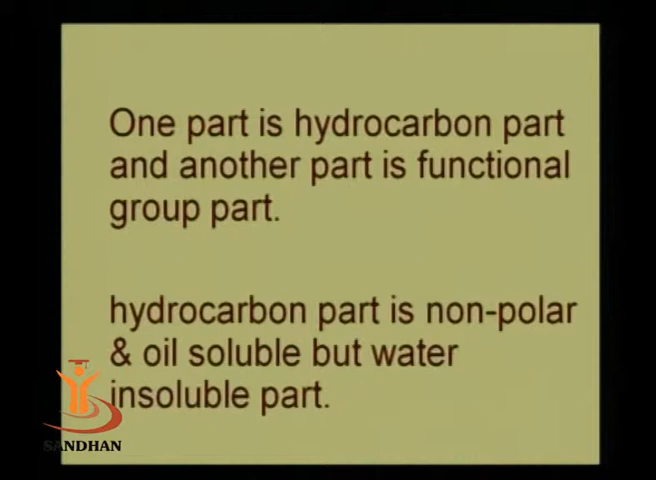 One part is hydrocarbon part
and another part is functional
group part.
hydrocarbon part is non-polar
& oil soluble but water
insoluble part.
SANDHAN